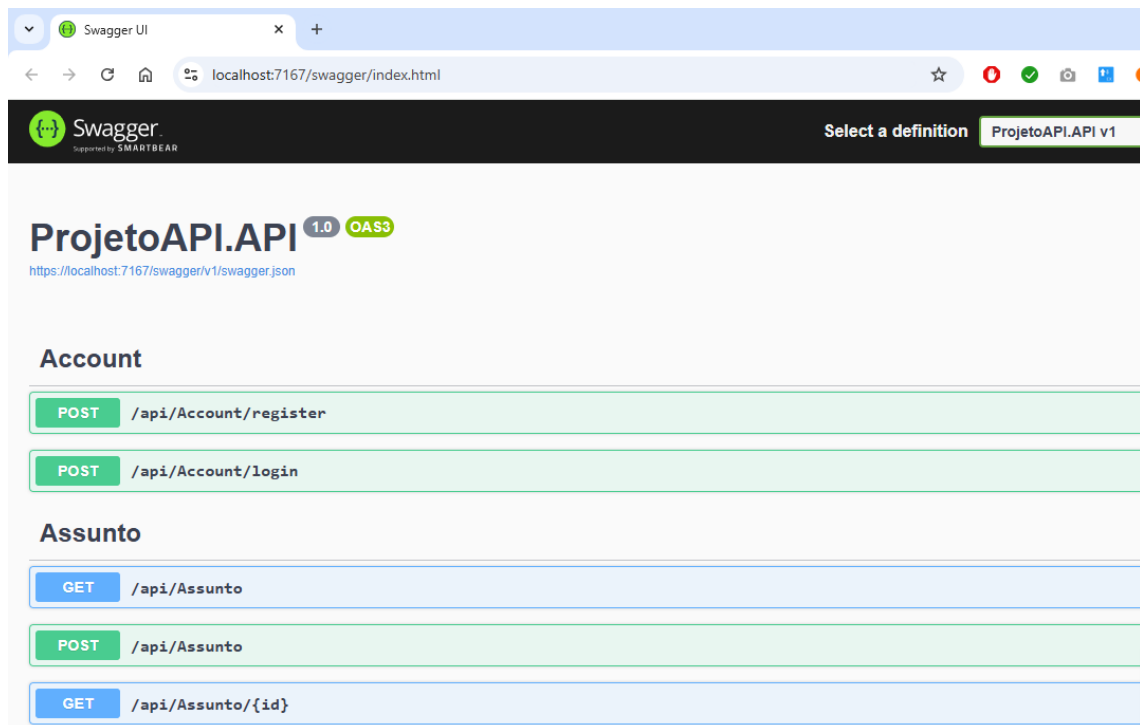 Swagger UI
localhost:7167/swagger/index.html
Swagger.
Supported by SMARTBEAR
Select a definition ProjetoAPI.API v1
ProjetoAPI.API 1.0 OAS3
https://localhost:7167/swagger/v1/swagger.json
Account
POST /api/Account/register
POST /api/Account/login
Assunto
GET /api/Assunto
POST /api/Assunto
GET /api/Assunto/{id}